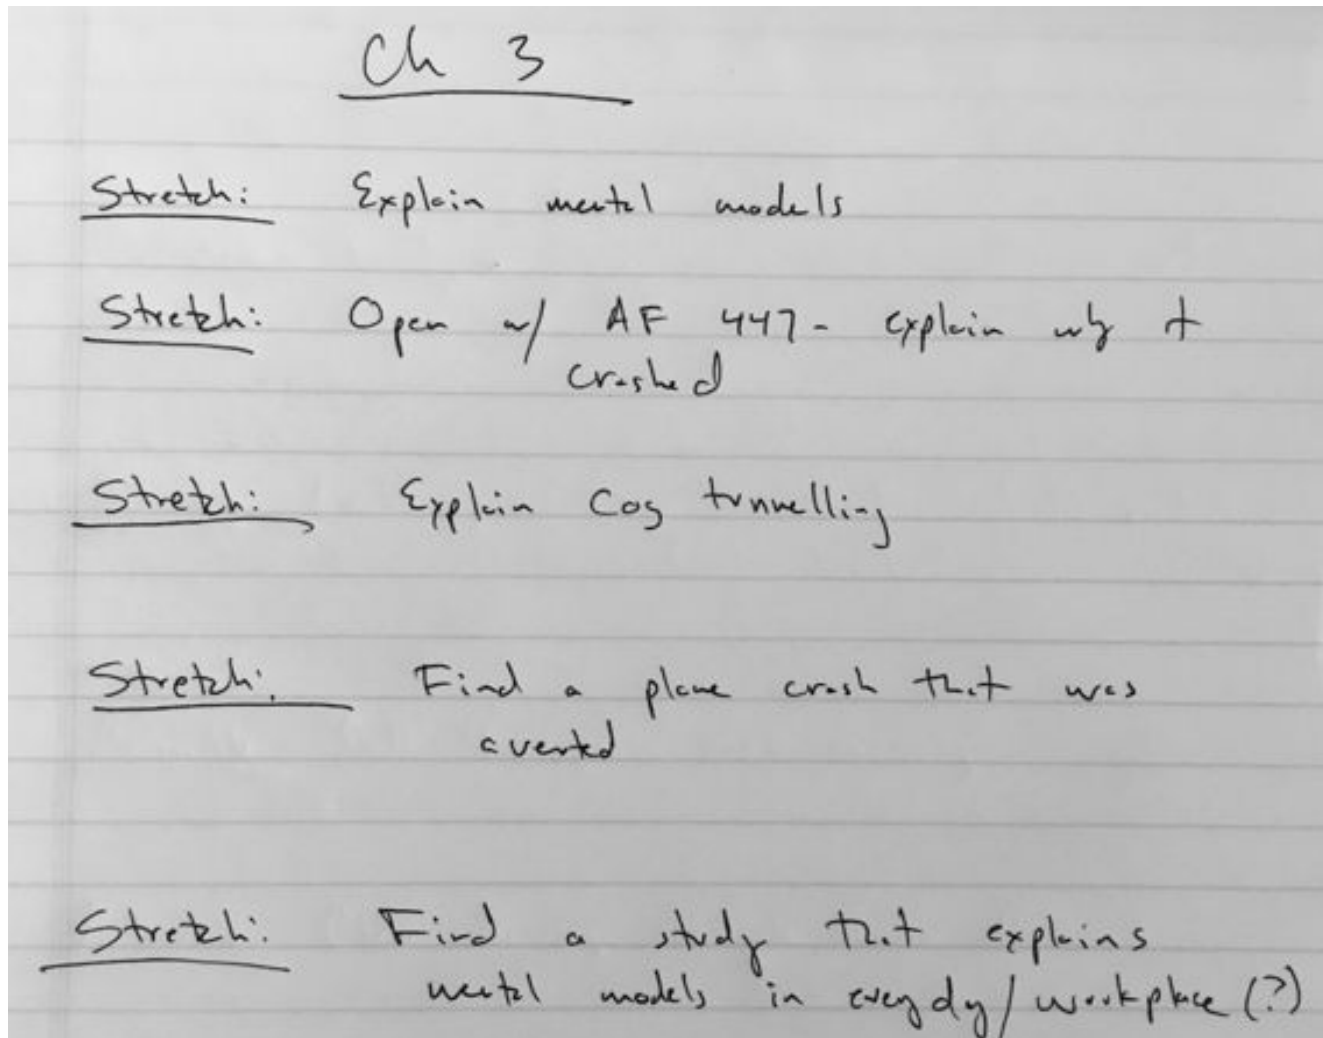 Ch 3
Stretch: Explain mental models
Stretch: Open w/ AF 447- explain why it
crashed
Stretch: Explain Cog tunnelling
Stretch: Find a plane crash that was
averted
Stretch: Find a study that explains
mental models in everyday/workplace (?)